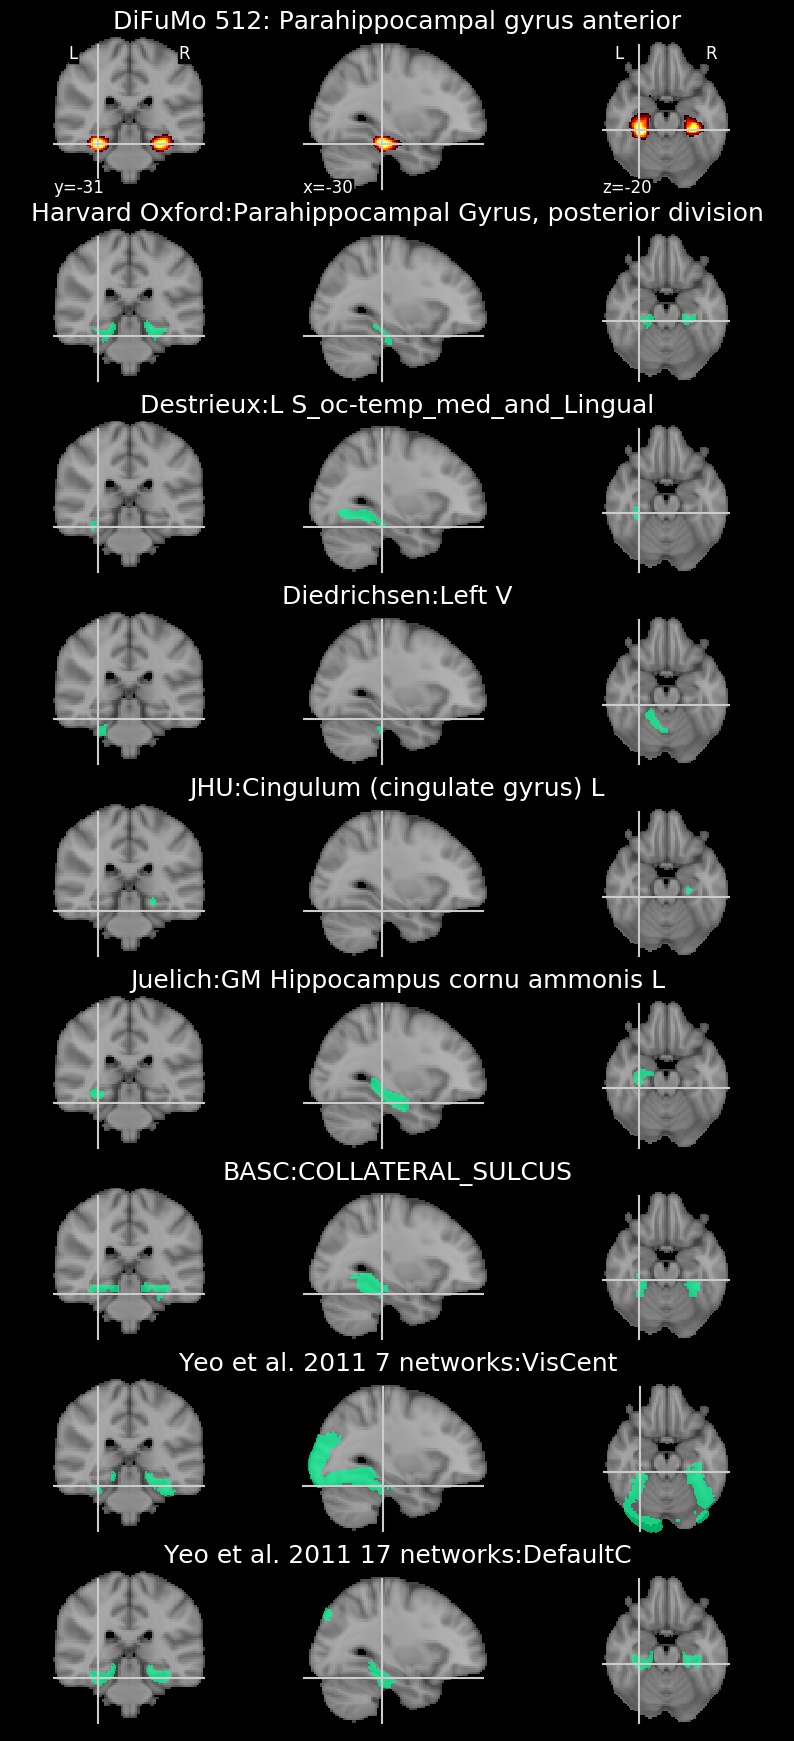 DiFuMo 512: Parahippocampal gyrus anterior
L R L R
y=-31 x=-30 z=-20
Harvard Oxford:Parahippocampal Gyrus, posterior division
Destrieux:L S_oc-temp_med_and_Lingual
Diedrichsen:Left V
JHU:Cingulum (cingulate gyrus) L
Juelich:GM Hippocampus cornu ammonis L
BASC:COLLATERAL_SULCUS
Yeo et al. 2011 7 networks:VisCent
Yeo et al. 2011 17 networks:DefaultC